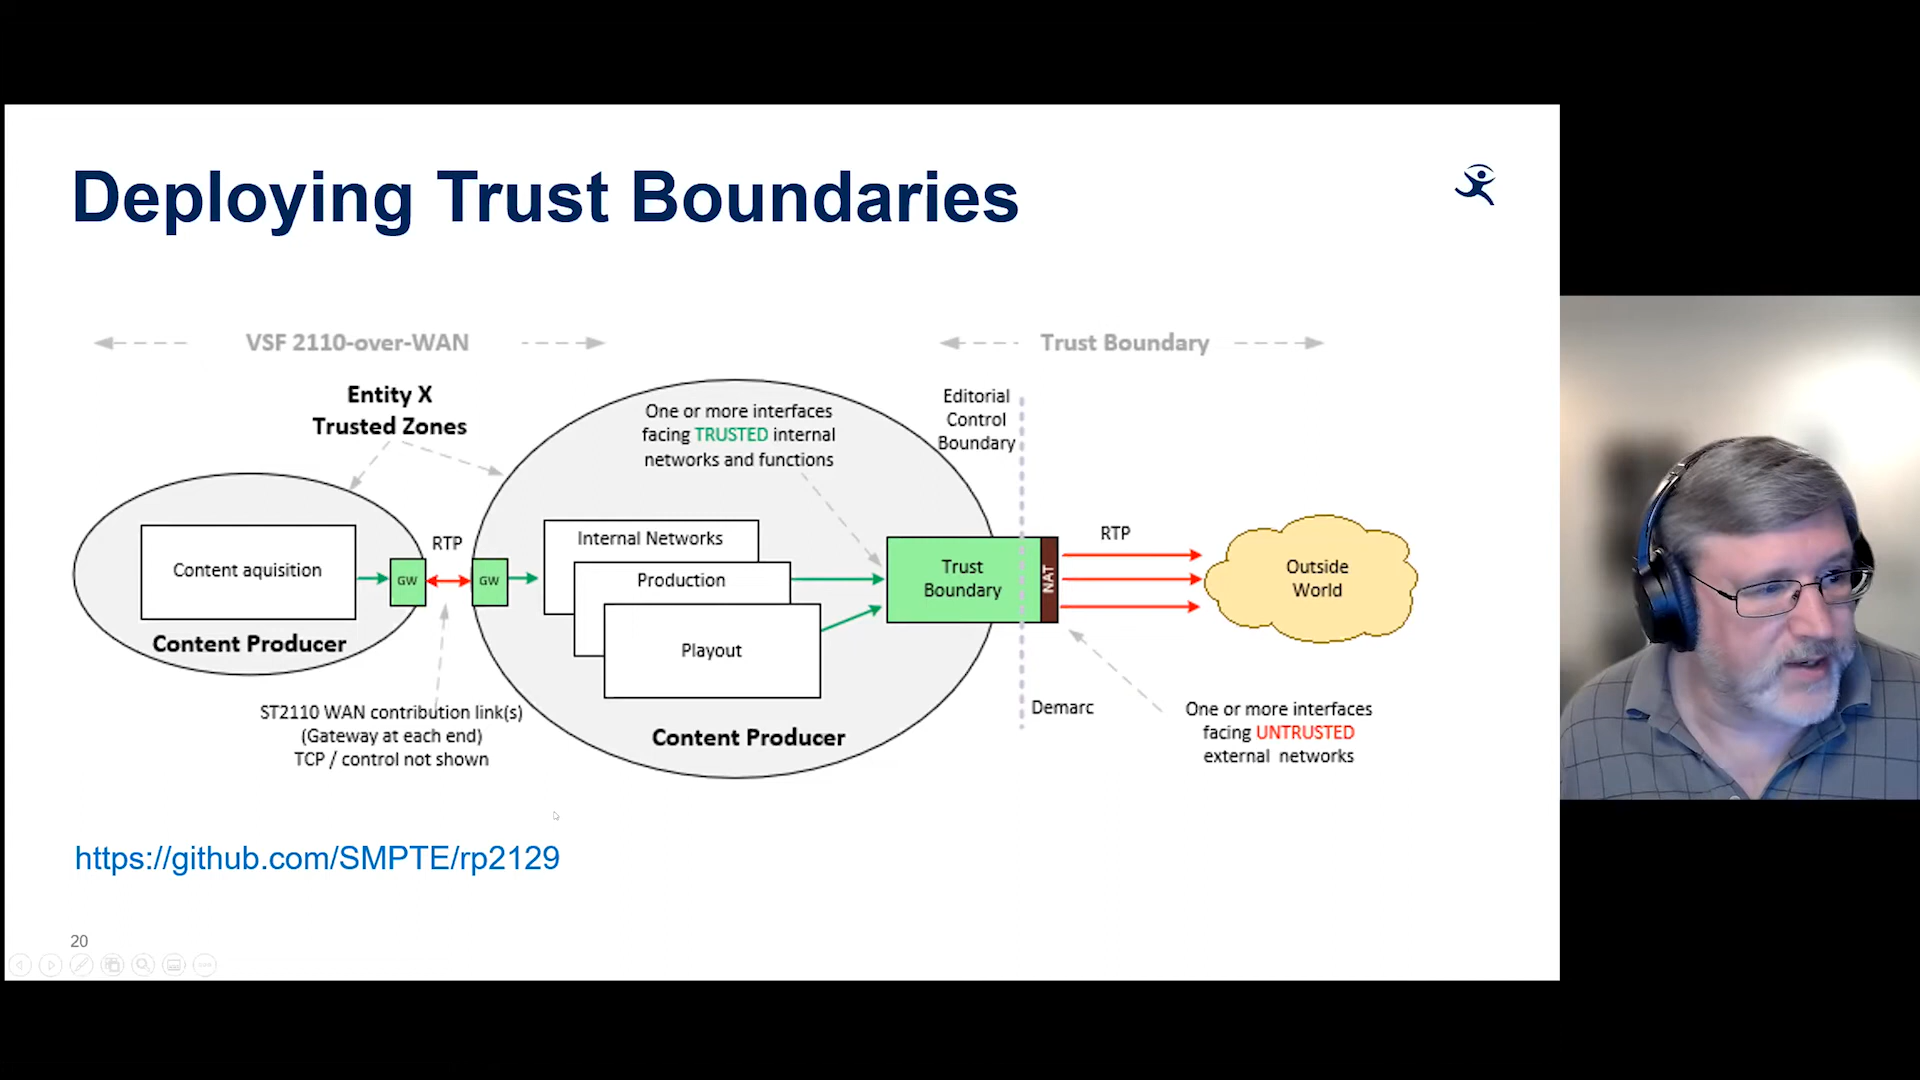 Deploying Trust Boundaries
VSF 2110-over-WAN
Trust Boundary
Entity X
Trusted Zones
One or more interfaces
facing TRUSTED internal
networks and functions
Editorial
Control
Boundary
RTP
RTP
Internal Networks
Content aquisition
Production
GW
GW
Trust
Boundary
NAT
Outside
World
Content Producer
Playout
ST2110 WAN contribution link(s)
(Gateway at each end)
TCP / control not shown
Content Producer
Demarc
One or more interfaces
facing UNTRUSTED
external networks
https://github.com/SMPTE/rp2129
20